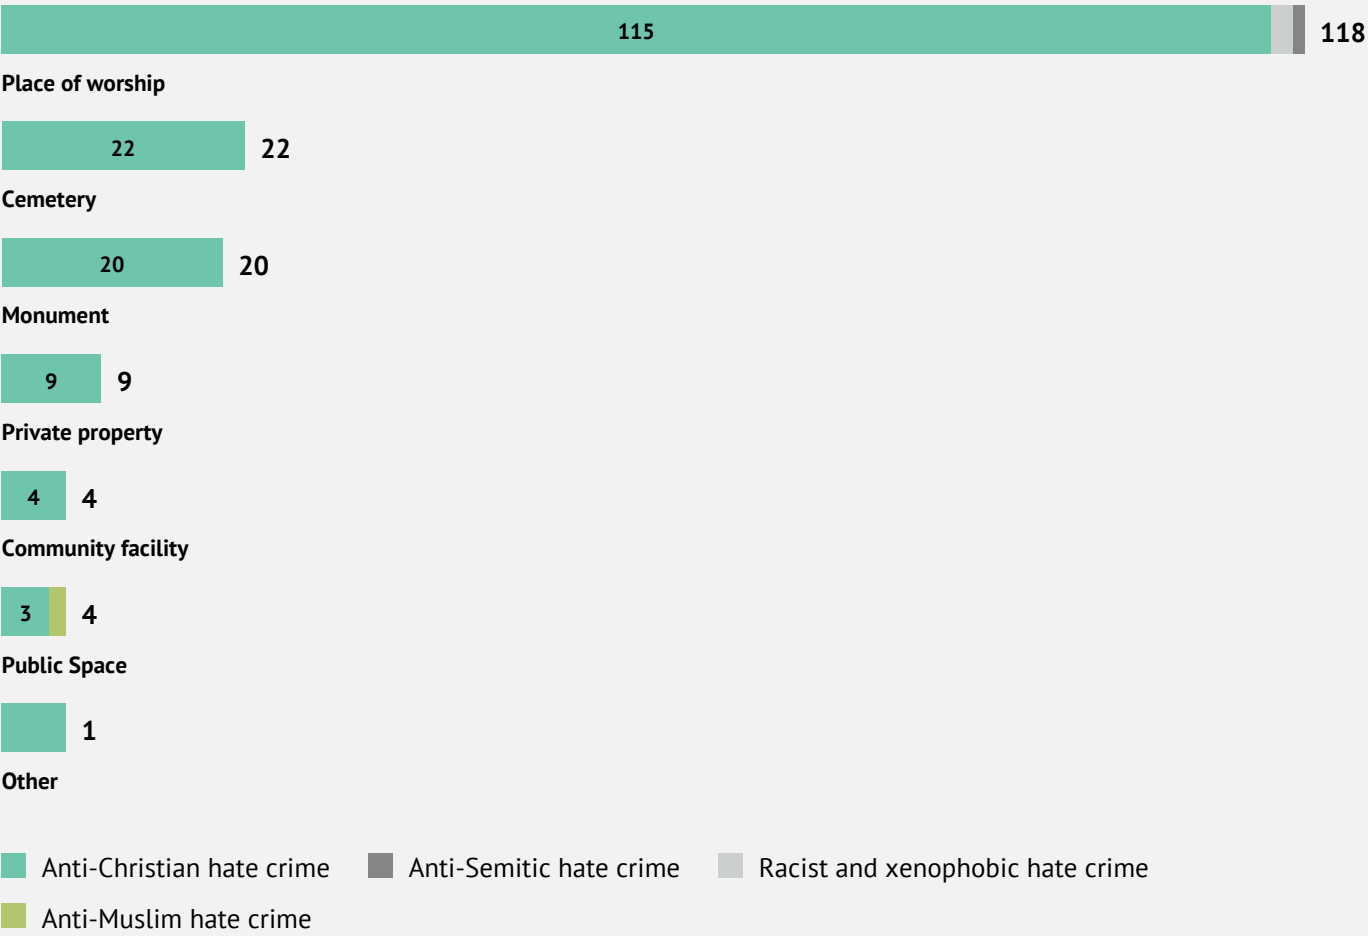 115 118
Place of worship
22 22
Cemetery
20 20
Monument
9 9
Private property
4 4
Community facility
3 4
Public Space
1
Other
Anti-Christian hate crime Anti-Semitic hate crime Racist and xenophobic hate crime
Anti-Muslim hate crime